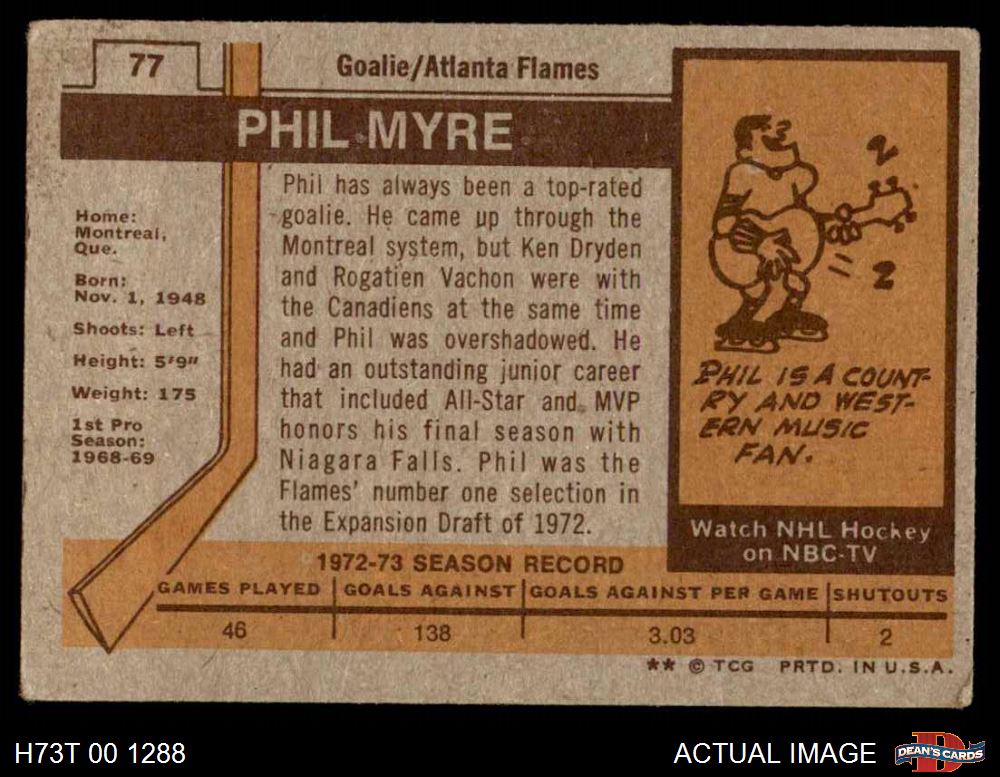 77
Goalie/Atlanta Flames
PHIL MYRE
Home:
Montreal,
Que.
Born:
Nov. 1, 1948
Shoots: Left
Height: 5'9"
Weight: 175
1st Pro
Season:
1968-69
Phil has always been a top-rated
goalie. He came up through the
Montreal system, but Ken Dryden
and Rogatien Vachon were with
the Canadiens at the same time
and Phil was overshadowed. He
had an outstanding junior career
that included All-Star and MVP
honors his final season with
Niagara Falls. Phil was the
Flames' number one selection in
the Expansion Draft of 1972.
PHIL IS A COUNT-
RY AND WEST-
ERN MUSIC
FAN.
Watch NHL Hockey
on NBC-TV
1972-73 SEASON RECORD
GAMES PLAYED GOALS AGAINST GOALS AGAINST PER GAME SHUTOUTS
46 138 3.03 2
** © TCG PRTD. IN U.S.A.
H73T 00 1288
ACTUAL IMAGE
D
DEAN'S CARDS